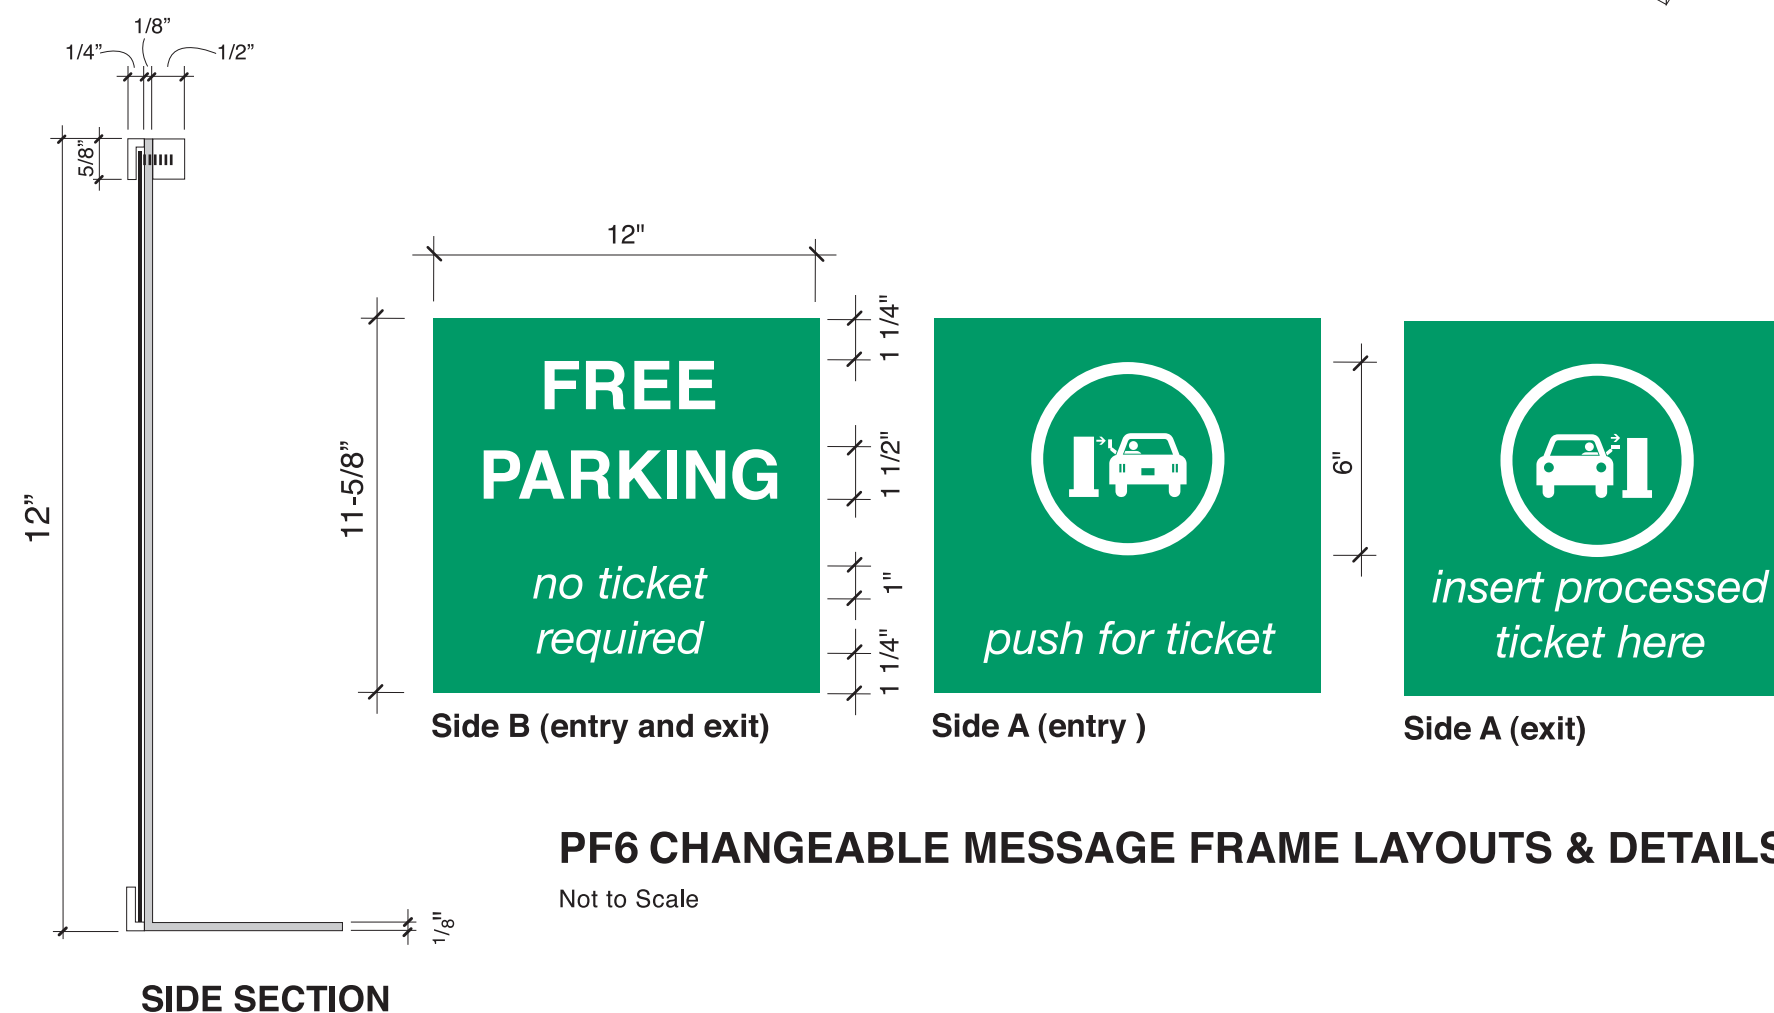 1/8”
1/4”
1/2”
5/8”
12”
12"
11-5/8”
FREE
PARKING
no ticket
required
1 1/4"
1 1/2"
1"
1 1/4"
Side B (entry and exit)
push for ticket
Side A (entry )
6"
insert processed
ticket here
Side A (exit)
PF6 CHANGEABLE MESSAGE FRAME LAYOUTS & DETAILS
Not to Scale
1/8"
SIDE SECTION